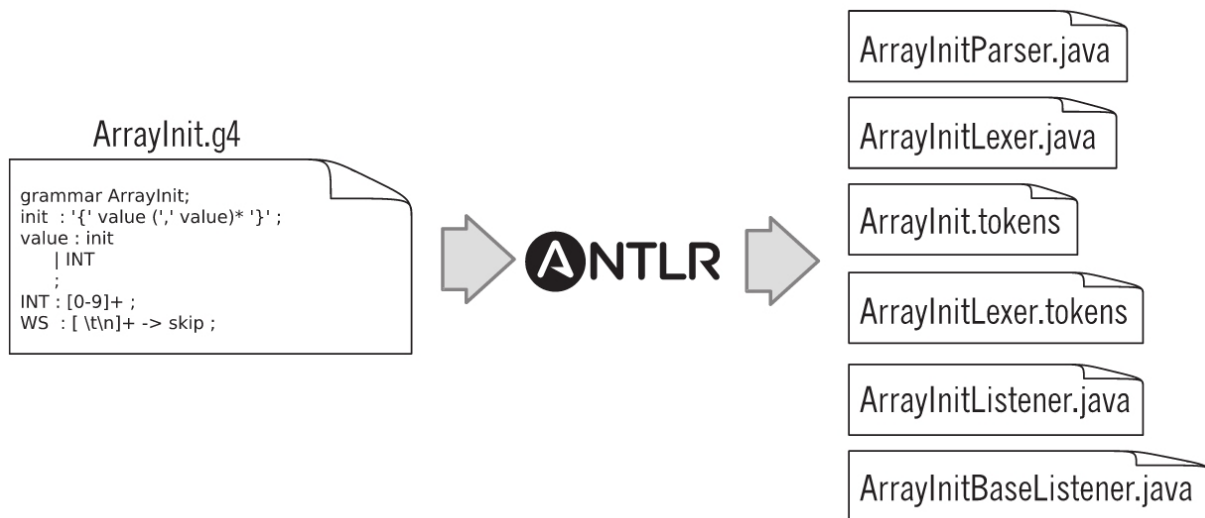 ArrayInit.g4
grammar ArrayInit;
init : '{' value (',' value)* '}' ;
value : init
| INT
;
INT : [0-9]+ ;
WS : [ \t\n]+ -> skip ;
ANTLR
ArrayInitParser.java
ArrayInitLexer.java
ArrayInit.tokens
ArrayInitLexer.tokens
ArrayInitListener.java
ArrayInitBaseListener.java